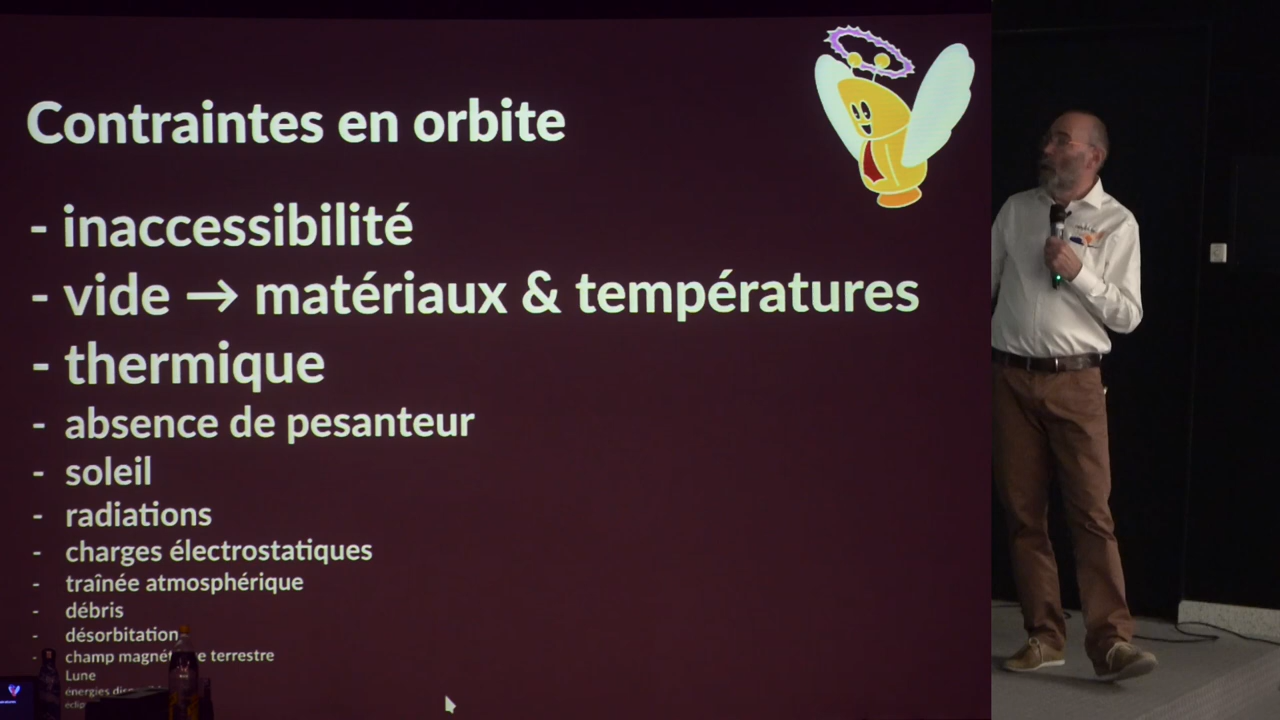 Contraintes en orbite
- inaccessibilité
- vide → matériaux & températures
- thermique
- absence de pesanteur
- soleil
- radiations
- charges électrostatiques
- traînée atmosphérique
- débris
- désorbitation
- champ terrestre
Lune
énergies